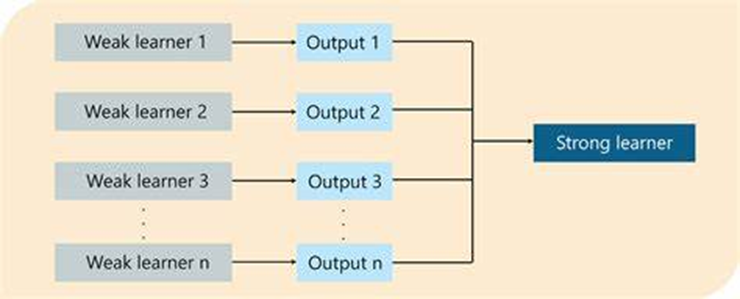 Weak learner 1
Output 1
Weak learner 2
Output 2
Strong learner
Weak learner 3
Output 3
Weak learner n
Output n